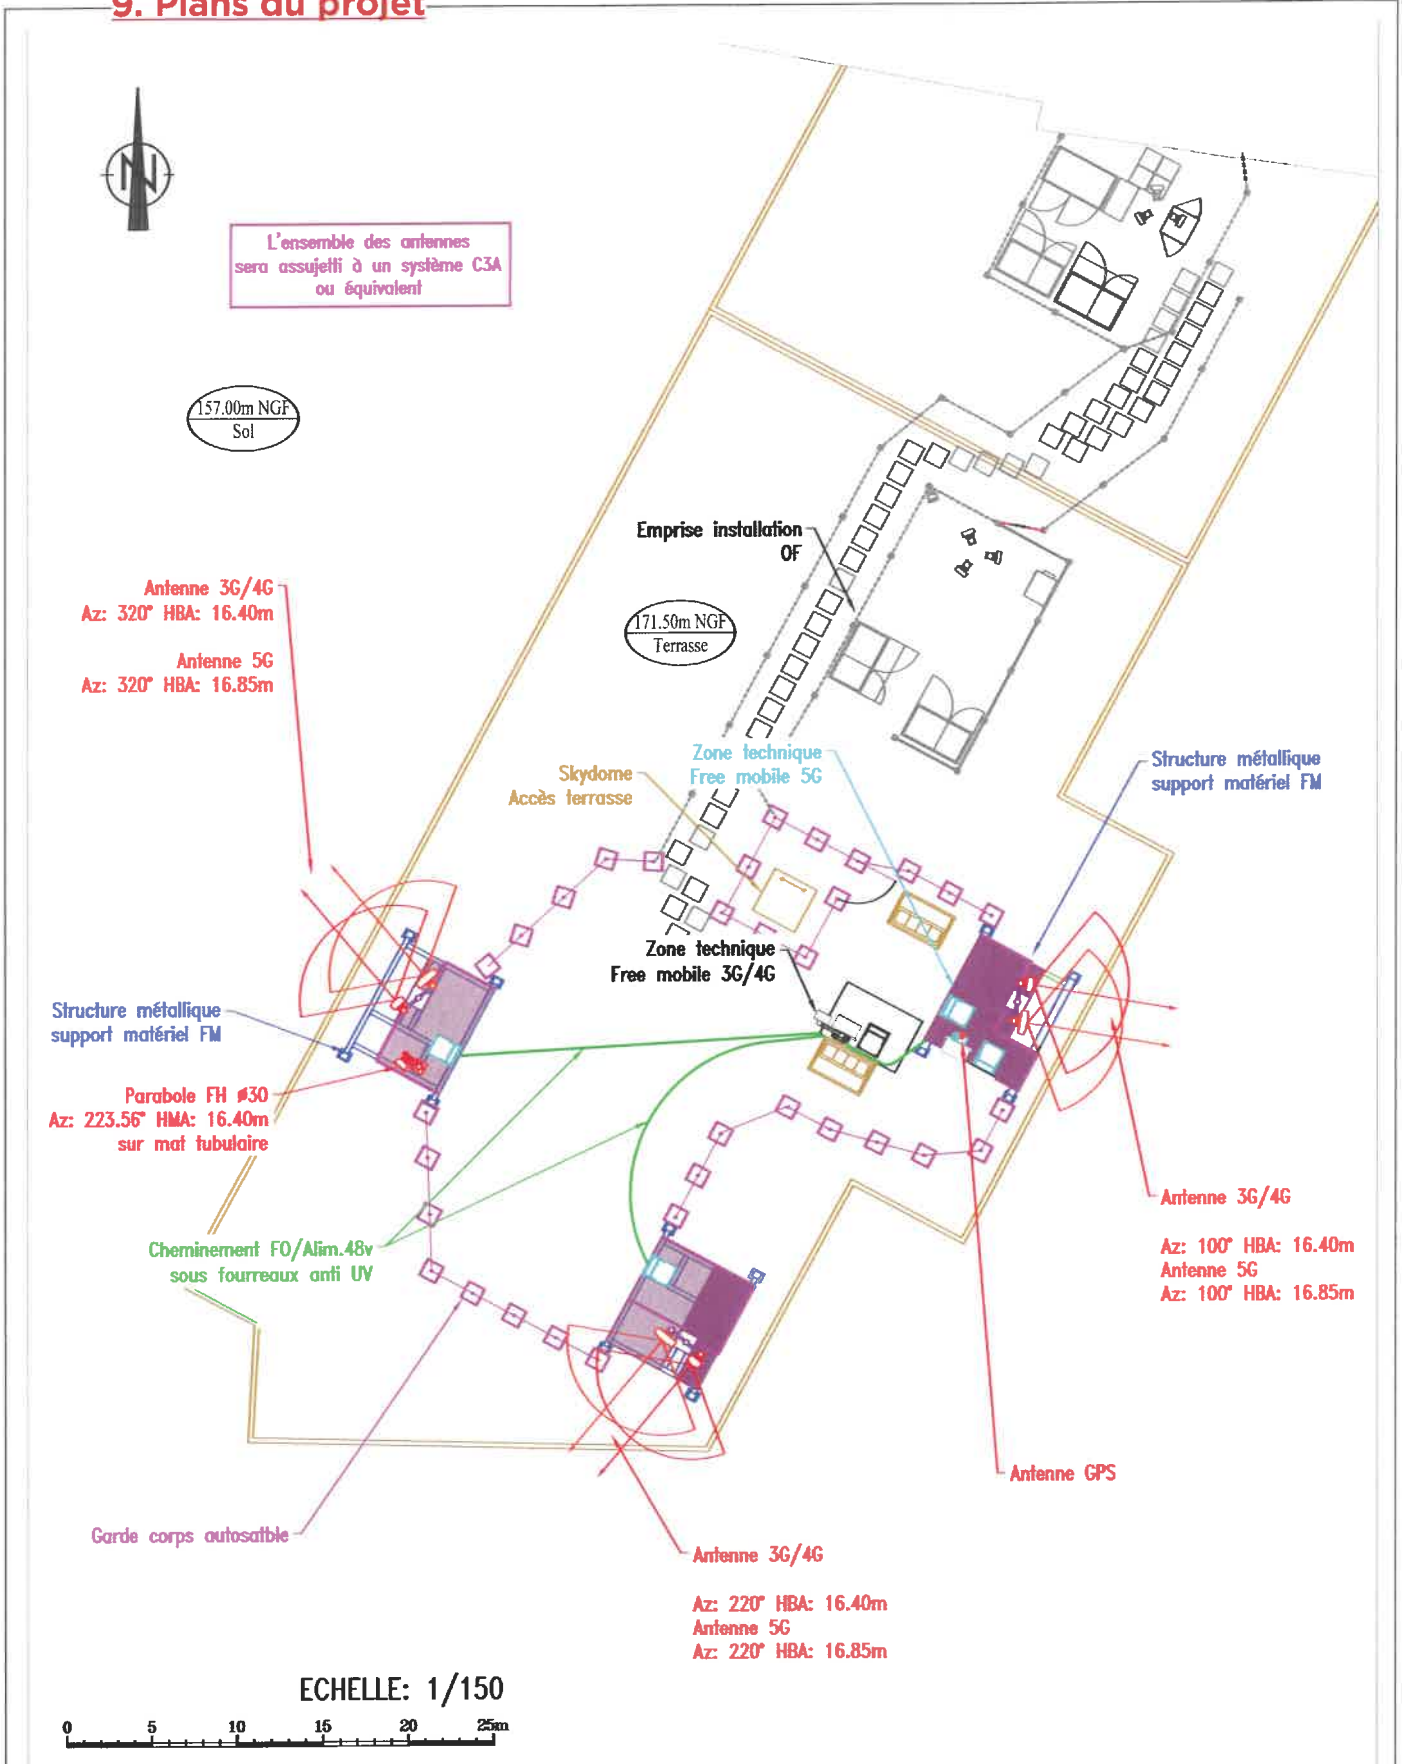 9. Plans du projet
N
L'ensemble des antennes
sera assujetti à un système C3A
ou équivalent
157.00m NGF
Sol
Emprise installation
OF
171.50m NGF
Terrasse
Antenne 3G/4G
Az: 320° HBA: 16.40m
Antenne 5G
Az: 320° HBA: 16.85m
Zone technique
Free mobile 5G
Skydome
Accès terrasse
Structure métallique
support matériel FM
Zone technique
Free mobile 3G/4G
Structure métallique
support matériel FM
Parabole FH ø30
Az: 223.56° HMA: 16.40m
sur mat tubulaire
Antenne 3G/4G
Az: 100° HBA: 16.40m
Antenne 5G
Az: 100° HBA: 16.85m
Cheminement FO/Alim.48v
sous fourreaux anti UV
Antenne GPS
Garde corps autosatble
Antenne 3G/4G
Az: 220° HBA: 16.40m
Antenne 5G
Az: 220° HBA: 16.85m
ECHELLE: 1/150
0 5 10 15 20 25m